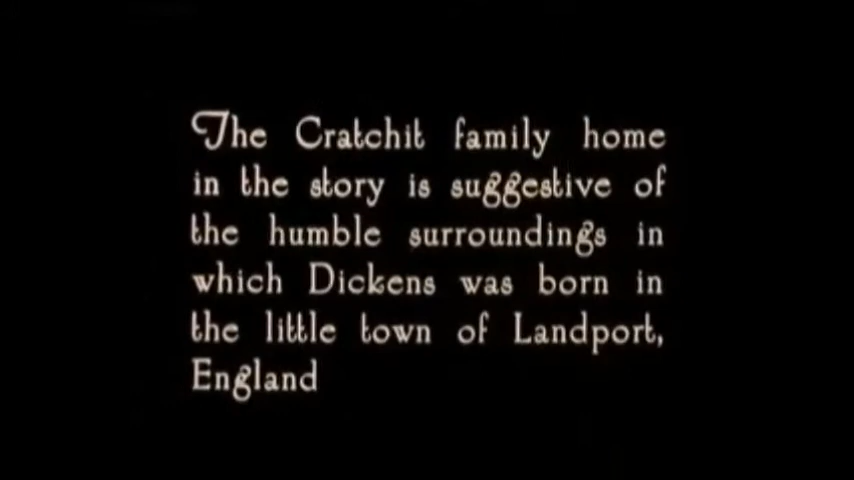 The Cratchit family home
in the story is suggestive of
the humble surroundings in
which Dickens was born in
the little town of Landport,
England